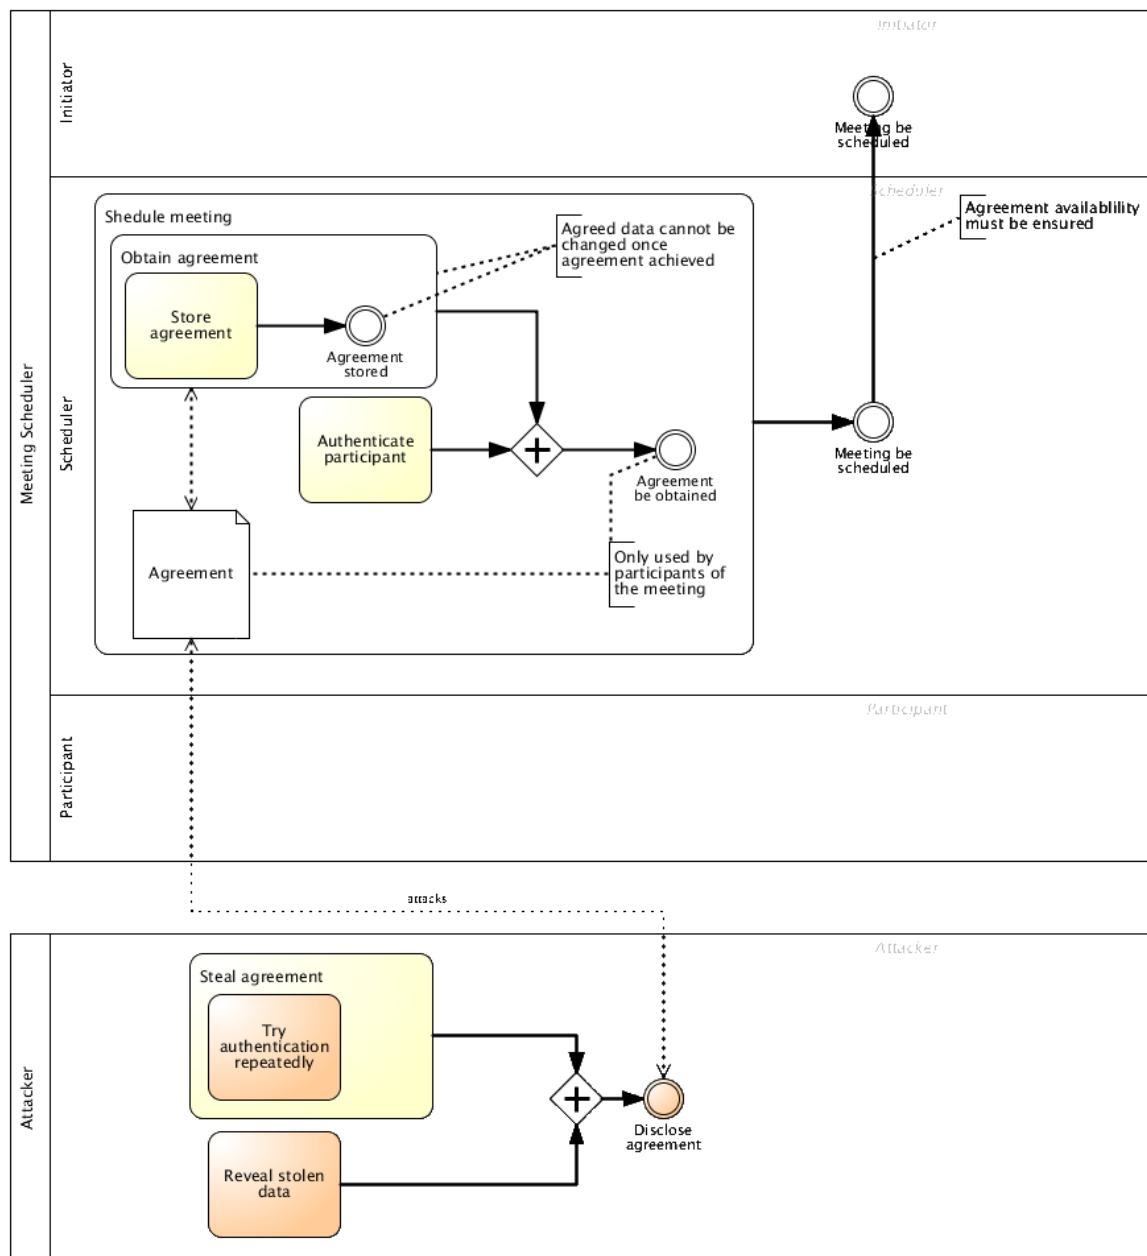 Initiator
Initiator
Meeting be
scheduled
Meeting Scheduler
Scheduler
Scheduler
Shedule meeting
Obtain agreement
Store
agreement
Agreement
stored
Agreed data cannot be
changed once
agreement achieved
Agreement availablility
must be ensured
Authenticate
participant
Agreement
be obtained
Meeting be
scheduled
Agreement
Only used by
participants of
the meeting
Participant
Participant
attacks
Attacker
Attacker
Steal agreement
Try
authentication
repeatedly
Disclose
agreement
Reveal stolen
data